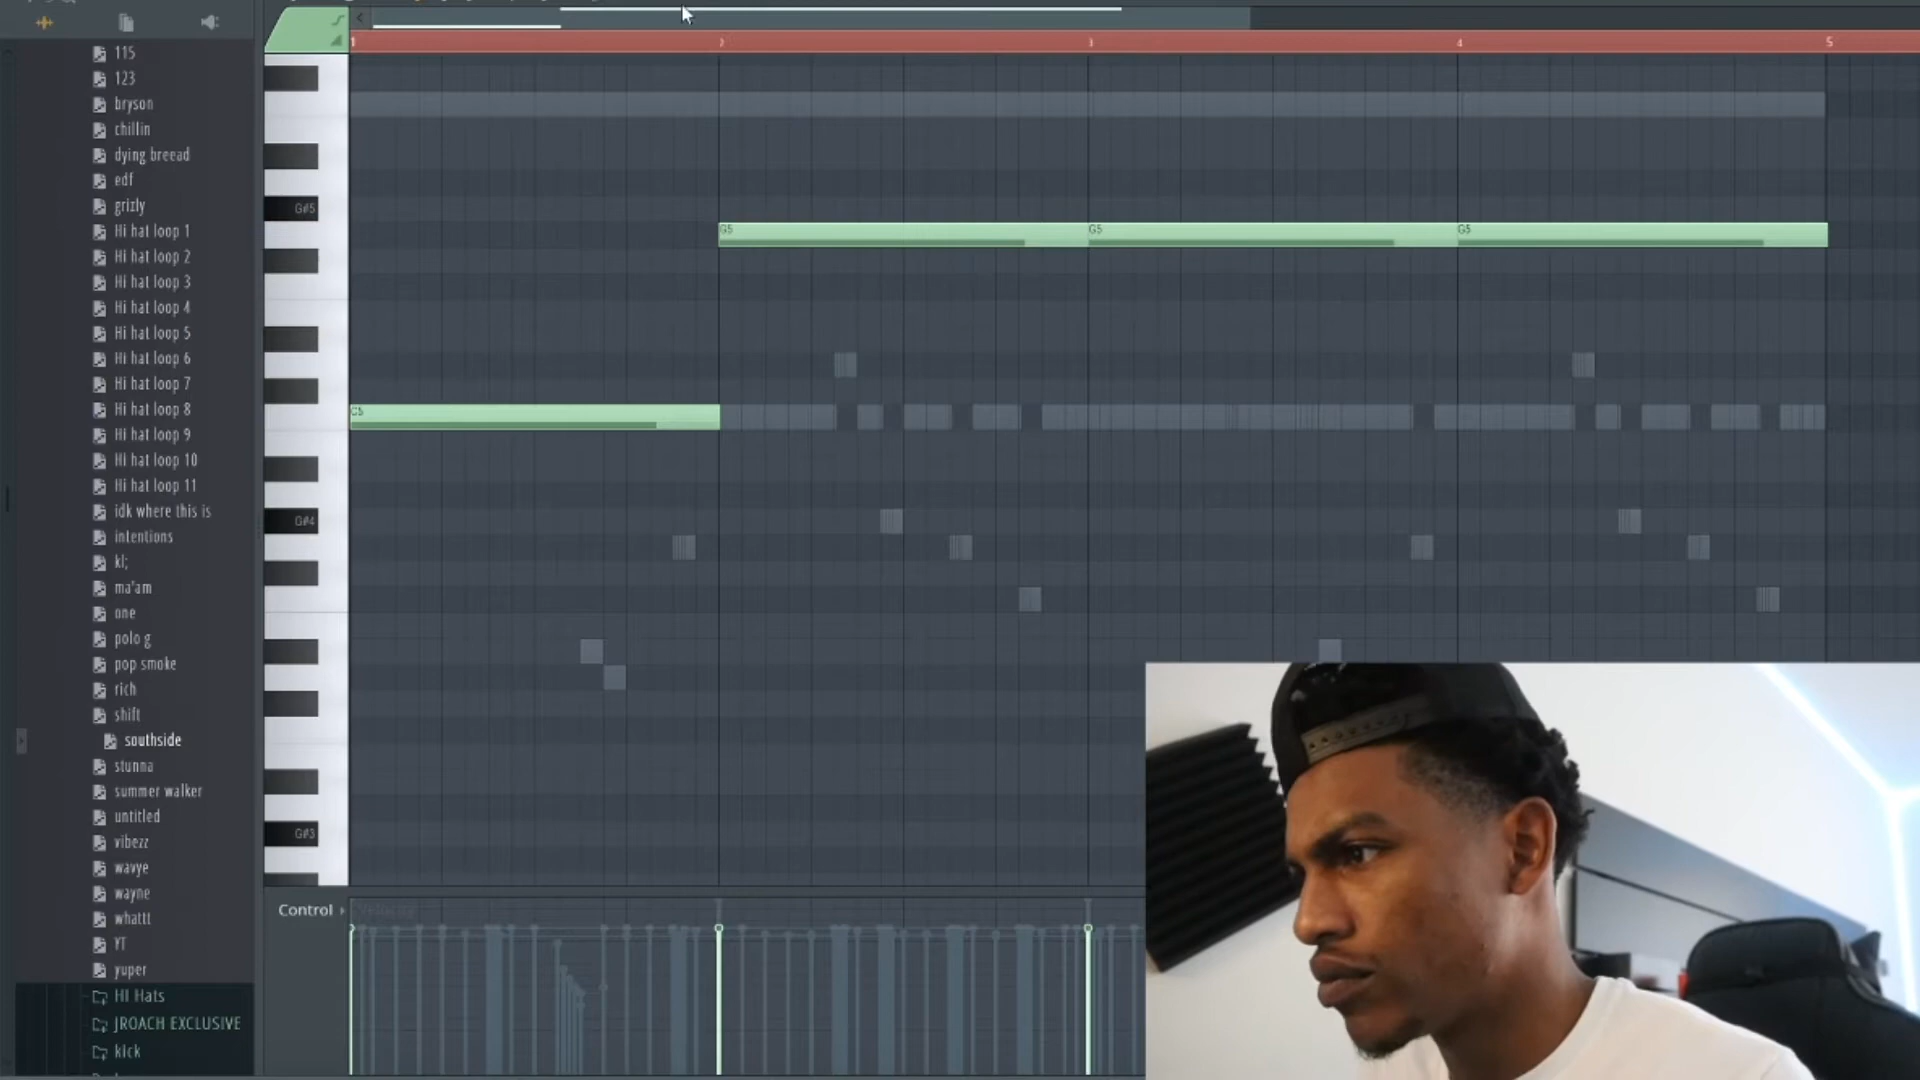 115
123
bryson
chillin
dying breead
edf
grizly
Hi hat loop 1
Hi hat loop 2
Hi hat loop 3
Hi hat loop 4
Hi hat loop 5
Hi hat loop 6
Hi hat loop 7
Hi hat loop 8
Hi hat loop 9
Hi hat loop 10
Hi hat loop 11
idk where this is
intentions
kl;
ma'am
one
polo g
pop smoke
rich
shift
southside
stunna
summer walker
untitled
vibezz
wavye
wayne
whattt
YT
yuper
HI Hats
JROACH EXCLUSIVE
kick
1
2
3
4
5
G#5
G5
G5
G5
C5
G#4
G#3
Control
Velocity